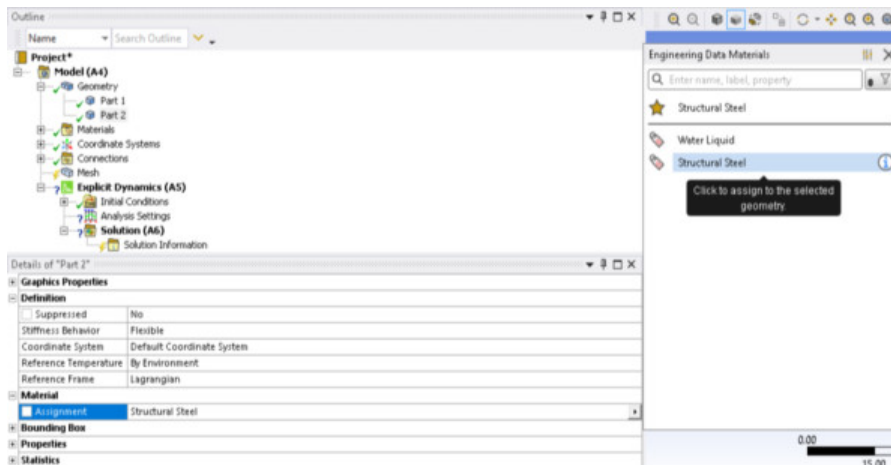 Outline
Name Search Outline
Project*
Model (A4)
Geometry
Part 1
Part 2
Materials
Coordinate Systems
Connections
Mesh
Explicit Dynamics (A5)
Initial Conditions
Analysis Settings
Solution (A6)
Solution Information
Details of "Part 2"
Graphics Properties
Definition
Suppressed No
Stiffness Behavior Flexible
Coordinate System Default Coordinate System
Reference Temperature By Environment
Reference Frame Lagrangian
Material
Assignment Structural Steel
Bounding Box
Properties
Statistics
Engineering Data Materials
Enter name, label, property
Structural Steel
Water Liquid
Structural Steel
Click to assign to the selected
geometry.
0.00
15.00